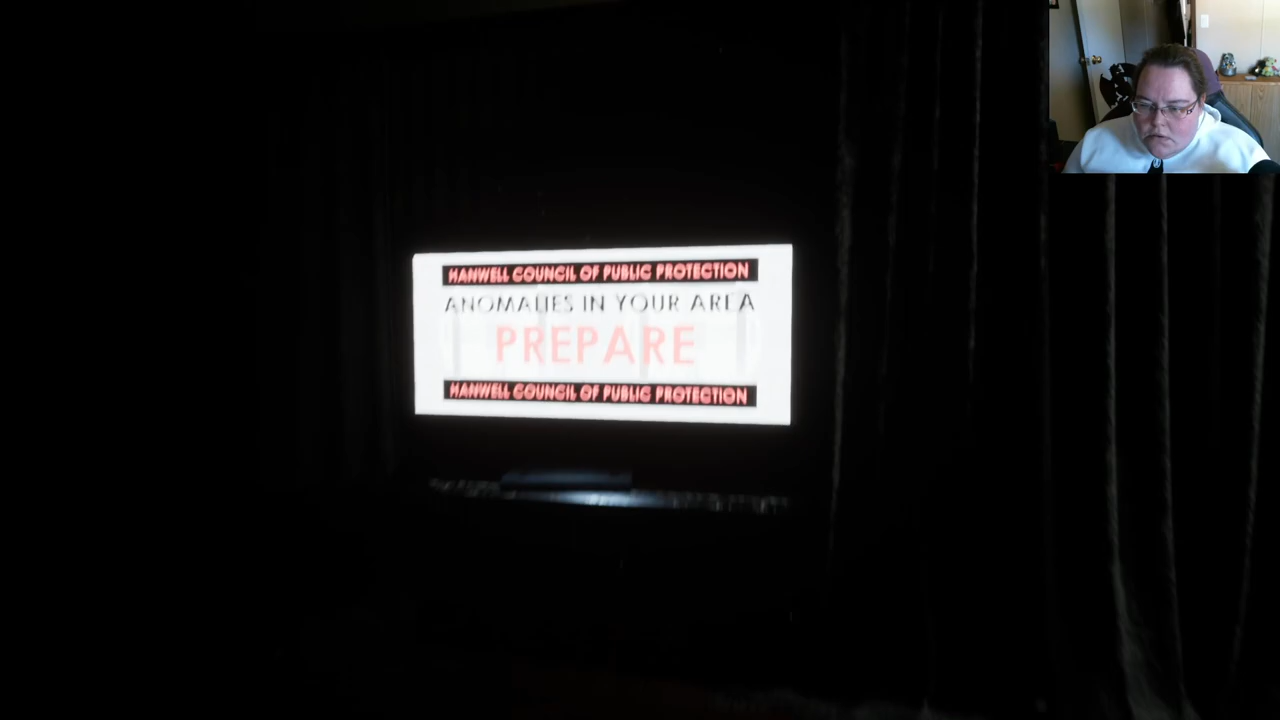 HANWELL COUNCIL OF PUBLIC PROTECTION
ANOMALIES IN YOUR AREA
PREPARE
HANWELL COUNCIL OF PUBLIC PROTECTION